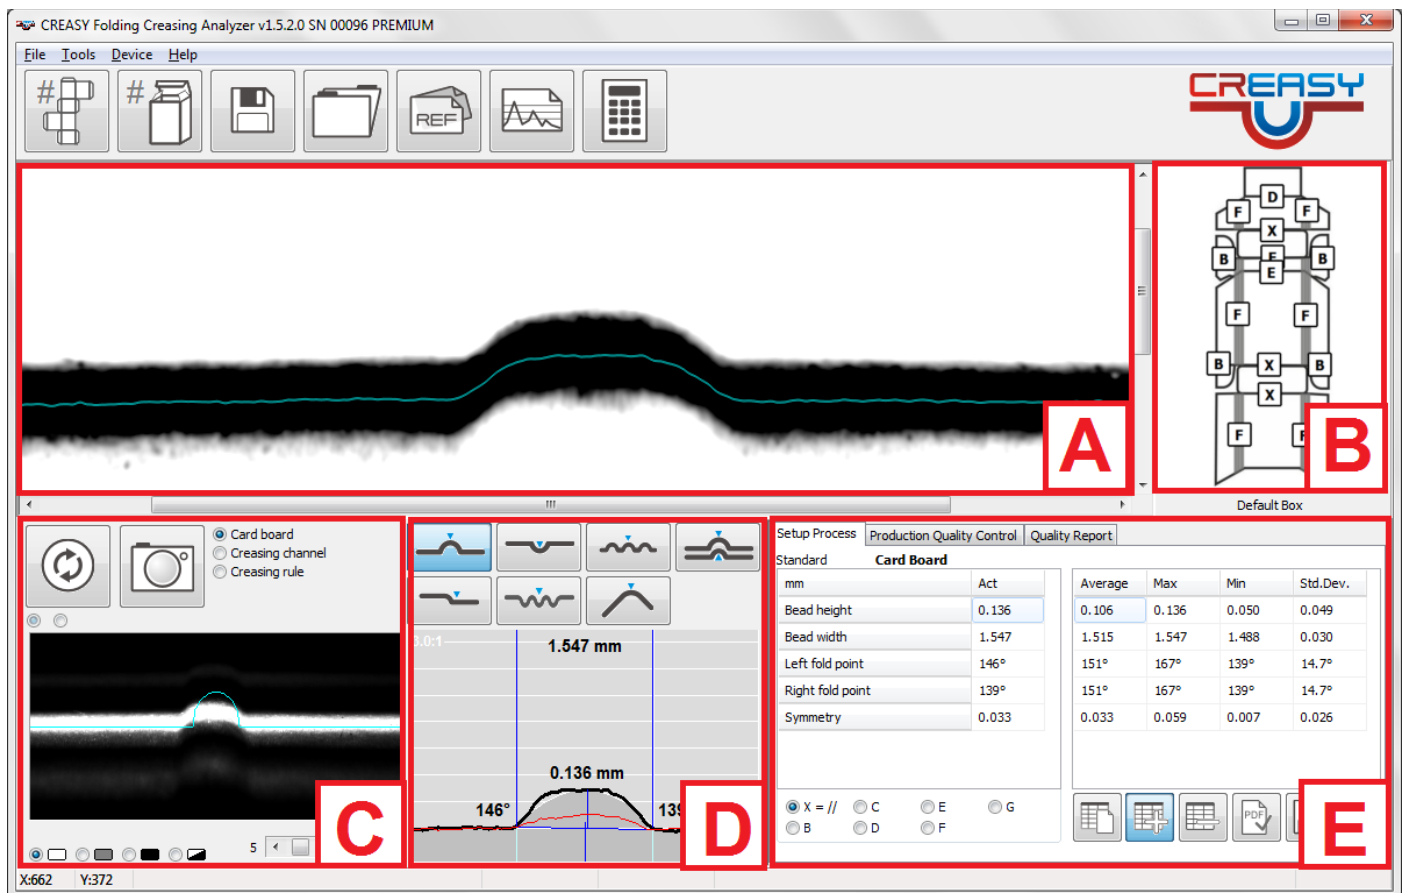 CREASY Folding Creasing Analyzer v1.5.2.0 SN 00096 PREMIUM
File Tools Device Help
# # REF
CREASY
A
D
F F
X
B F B
E
F F
B X B
X
F F
B
Default Box
Card board
Creasing channel
Creasing rule
5
C
3.0:1
1.547 mm
0.136 mm
146° 139
D
Setup Process Production Quality Control Quality Report
Standard Card Board
mm Act Average Max Min Std.Dev.
Bead height 0.136 0.106 0.136 0.050 0.049
Bead width 1.547 1.515 1.547 1.488 0.030
Left fold point 146° 151° 167° 139° 14.7°
Right fold point 139° 151° 167° 139° 14.7°
Symmetry 0.033 0.033 0.059 0.007 0.026
X = // C E G
B D F
PDF
E
X:662 Y:372